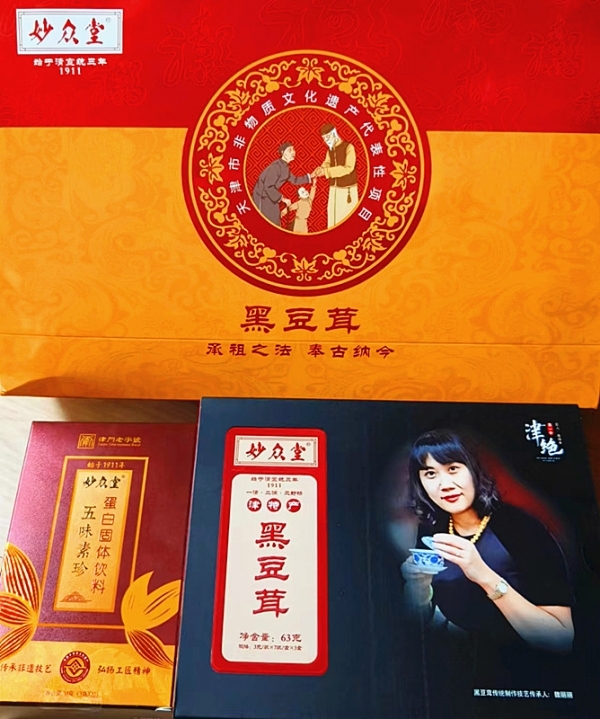 妙众堂®
始于清宣统三年
1911
天津市非物质文化遗产代表性项目
黑豆茸
承祖之法 奉古纳今
津门老字號
始于1911年
妙众堂
五味素珍
蛋白固体饮料
传承非遗技艺
弘扬工匠精神
妙众堂®
始于清宣统三年
1911
黑豆茸
净含量：63克
津绝
黑豆茸传统制作技艺传承人：魏丽丽